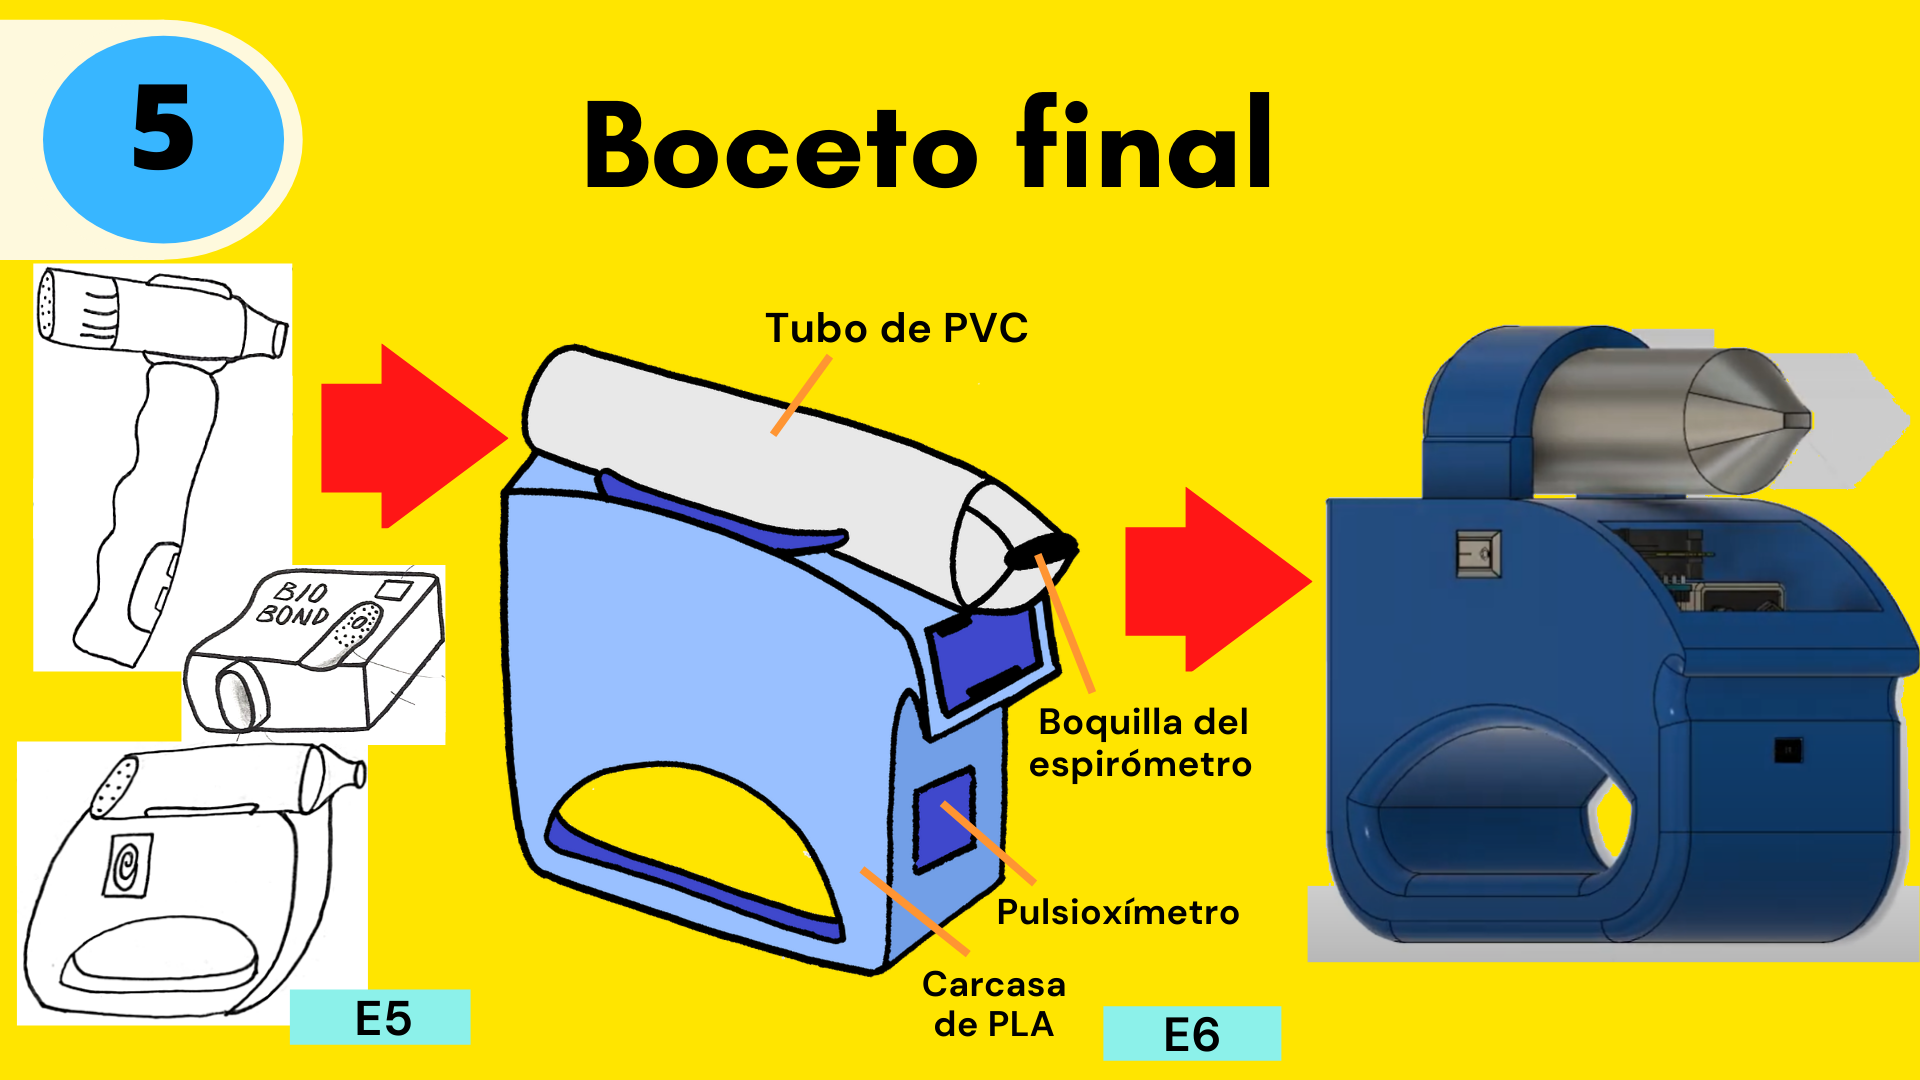 5
Boceto final
BIO
BOND
Tubo de PVC
Boquilla del
espirómetro
Pulsioxímetro
Carcasa
de PLA
E5
E6